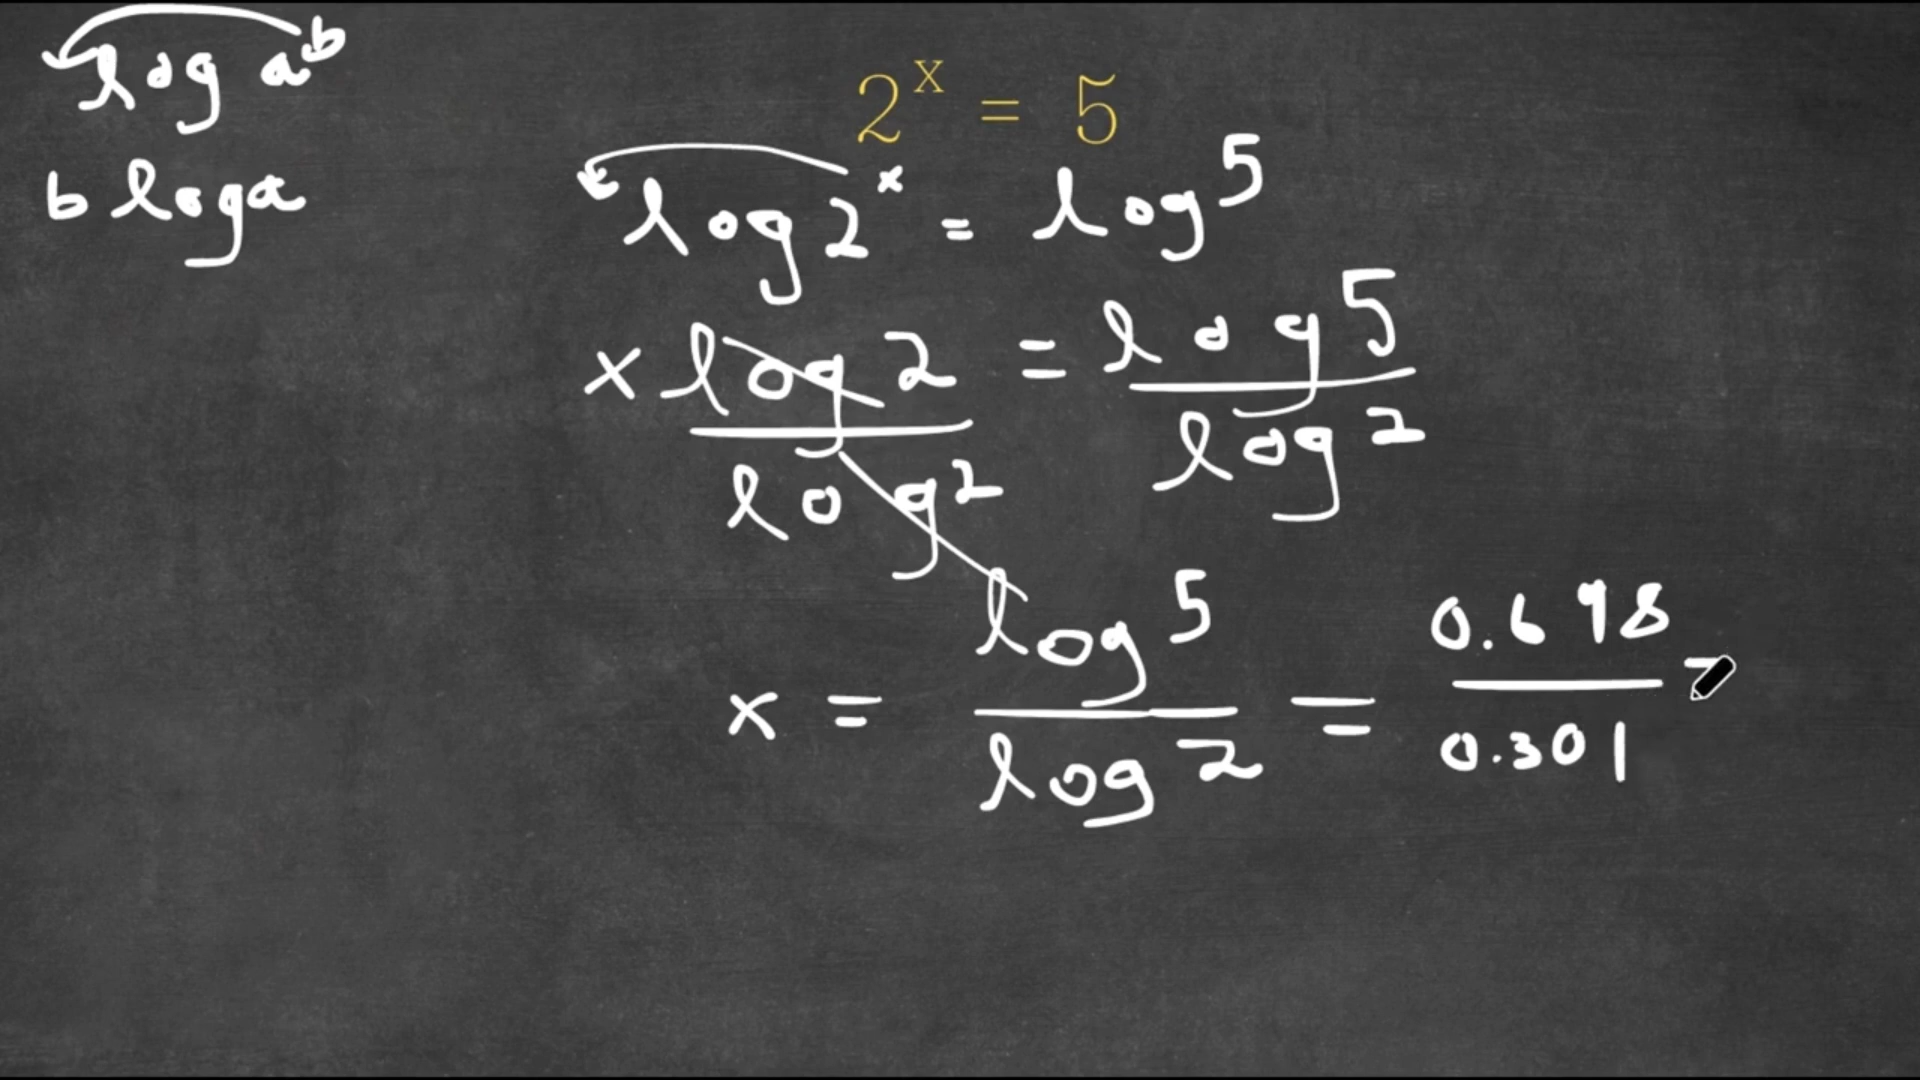 log a^b
b log a
2^x = 5
log 2^x = log 5
x log 2 / log 2 = log 5 / log 2
x = log 5 / log 2 = 0.698 / 0.301 =